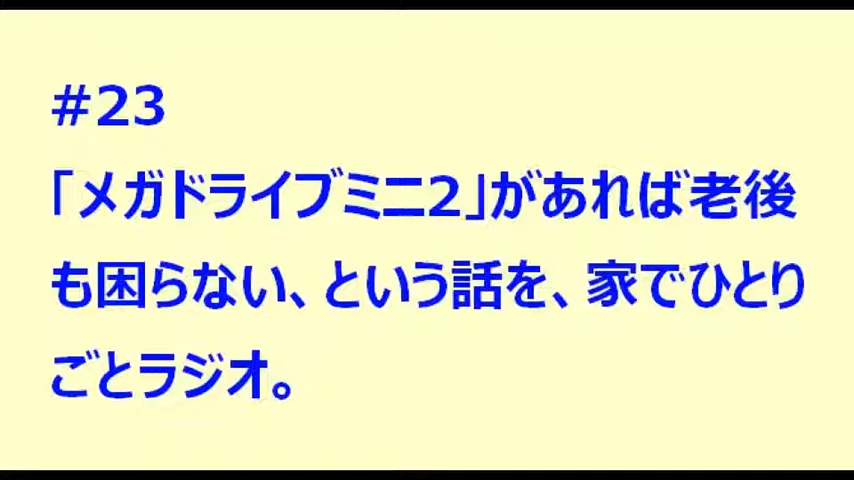 #23
「メガドライブミニ2」があれば老後
も困らない、という話を、家でひとり
ごとラジオ。